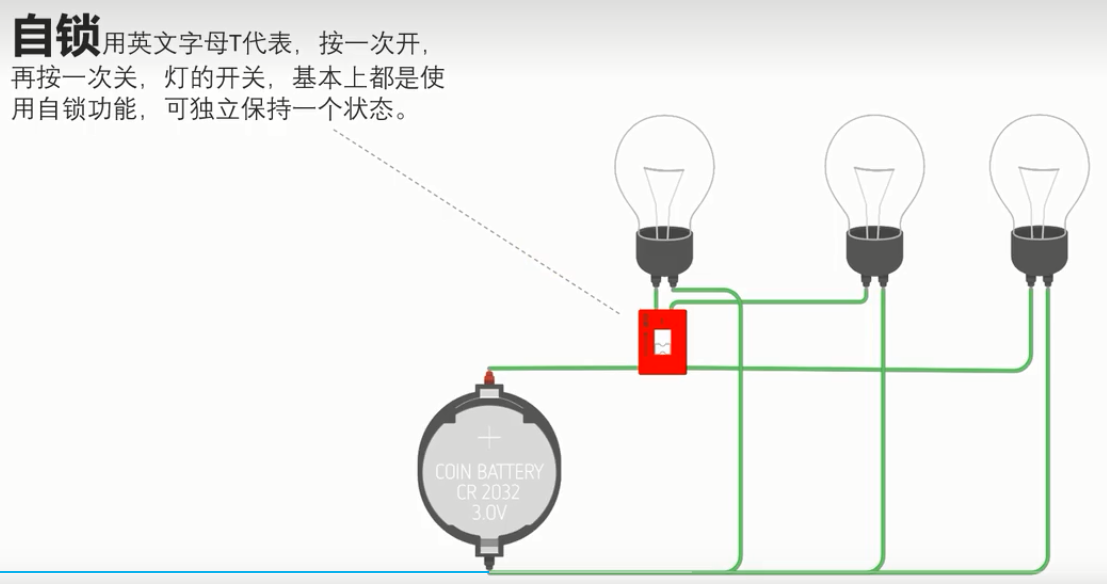 自锁用英文字母T代表，按一次开，
再按一次关，灯的开关，基本上都是使
用自锁功能，可独立保持一个状态。
COIN BATTERY
CR 2032
3.0V